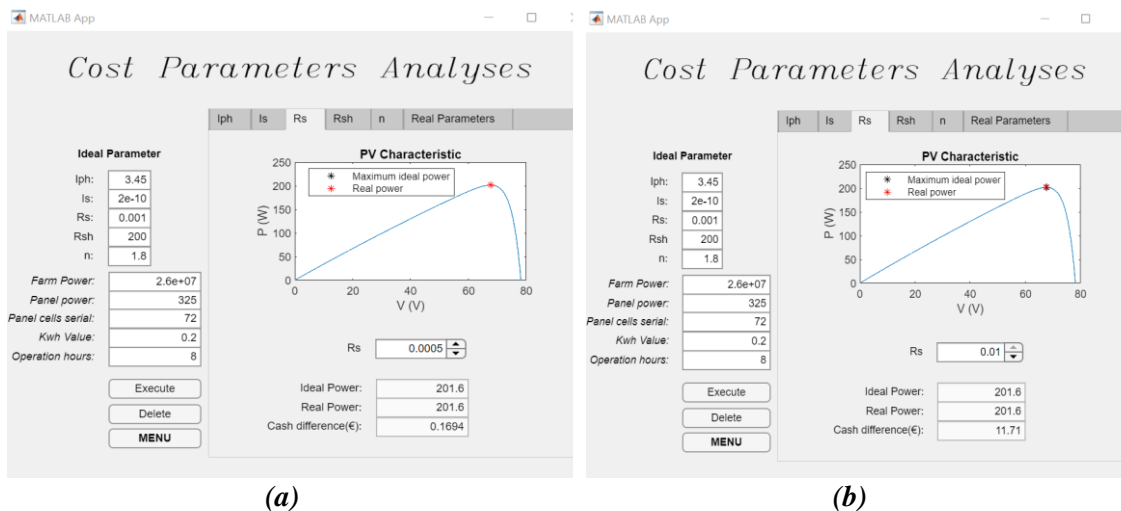 MATLAB App
Cost Parameters Analyses
Iph Is Rs Rsh n Real Parameters
Ideal Parameter
Iph: 3.45
Is: 2e-10
Rs: 0.001
Rsh 200
n: 1.8
Farm Power: 2.6e+07
Panel power: 325
Panel cells serial: 72
Kwh Value: 0.2
Operation hours: 8
Execute
Delete
MENU
PV Characteristic
Maximum ideal power
Real power
250
200
150
100
50
0
P (W)
0 20 40 60 80
V (V)
Rs 0.0005
Ideal Power: 201.6
Real Power: 201.6
Cash difference(€): 0.1694
(a)
MATLAB App
Cost Parameters Analyses
Iph Is Rs Rsh n Real Parameters
Ideal Parameter
Iph: 3.45
Is: 2e-10
Rs: 0.001
Rsh 200
n: 1.8
Farm Power: 2.6e+07
Panel power: 325
Panel cells serial: 72
Kwh Value: 0.2
Operation hours: 8
Execute
Delete
MENU
PV Characteristic
Maximum ideal power
Real power
250
200
150
100
50
0
P (W)
0 20 40 60 80
V (V)
Rs 0.01
Ideal Power: 201.6
Real Power: 201.6
Cash difference(€): 11.71
(b)